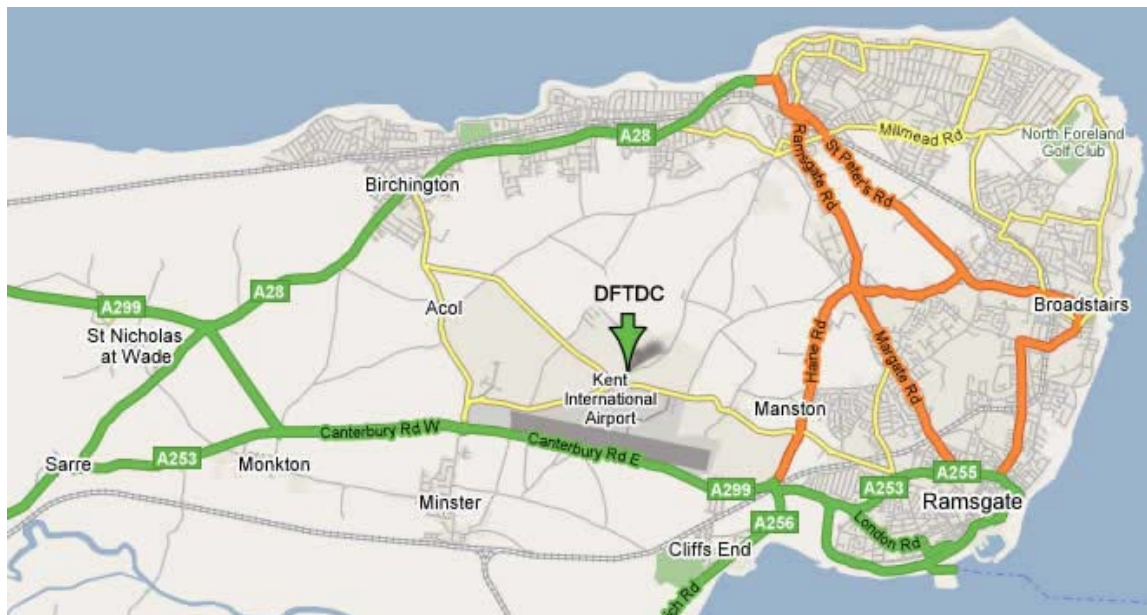 A28
Millmead Rd
North Foreland
Golf Club
Ramsgate Rd
St Peter's Rd
Birchington
A28
A299
DFTDC
Acol
St Nicholas
at Wade
Broadstairs
Haine Rd
Margate Rd
Kent
International
Airport
Manston
Canterbury Rd W
Canterbury Rd E
Sarre
A253
Monkton
A255
A299
A253
Minster
Ramsgate
A256
London Rd
Cliffs End